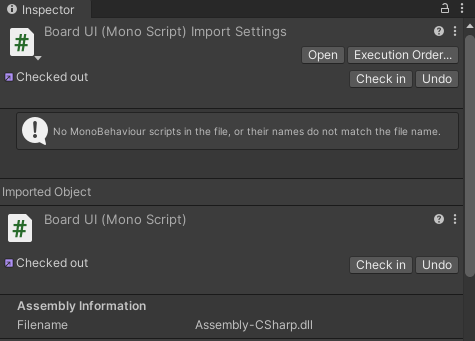 Inspector
Board UI (Mono Script) Import Settings
Open Execution Order...
Checked out Check in Undo
No MonoBehaviour scripts in the file, or their names do not match the file name.
Imported Object
Board UI (Mono Script)
Checked out Check in Undo
Assembly Information
Filename Assembly-CSharp.dll